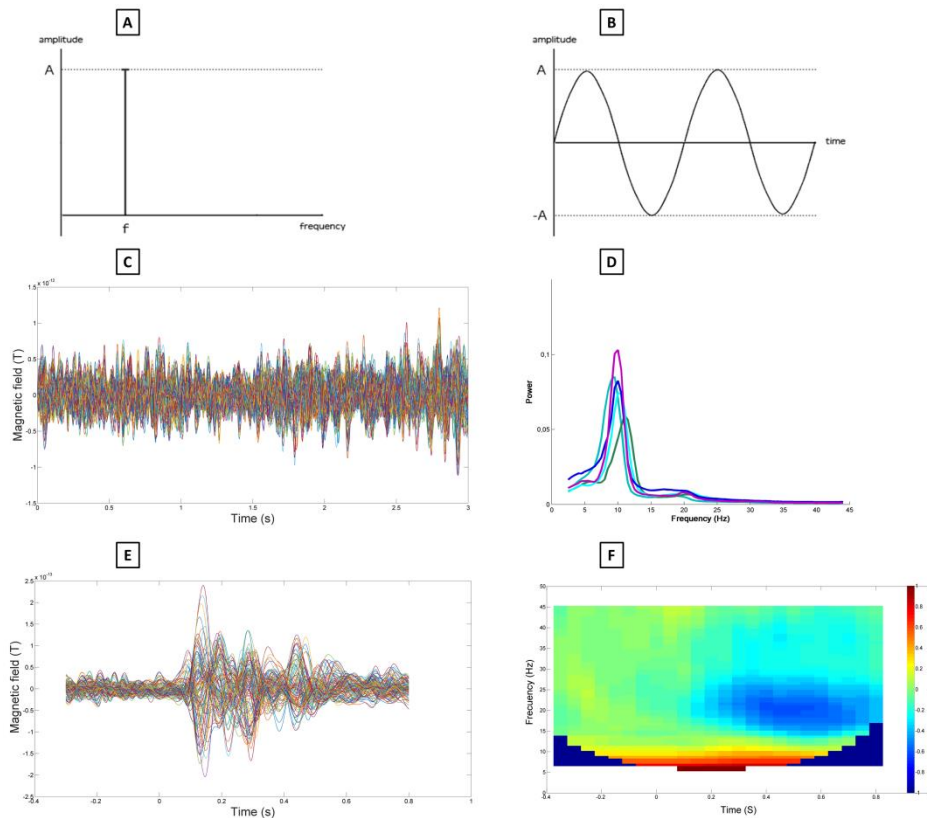 A
amplitude
A
f
frequency
B
amplitude
A
time
-A
C
x 10⁻¹³
1.5
1
0.5
0
-0.5
-1
-1.5
Magnetic field (T)
0 0.5 1 1.5 2 2.5 3
Time (s)
D
0,1
0,05
0
Power
0 5 10 15 20 25 30 35 40 45
Frequency (Hz)
E
x 10⁻¹³
2.5
2
1.5
1
0.5
0
-0.5
-1
-1.5
-2
-2.5
Magnetic field (T)
-0.4 -0.2 0 0.2 0.4 0.6 0.8 1
Time (s)
F
50
45
40
35
30
25
20
15
10
5
0
Frecuency (Hz)
-0.4 -0.2 0 0.2 0.4 0.6 0.8
Time (S)
1
0.8
0.6
0.4
0.2
0
-0.2
-0.4
-0.6
-0.8
-1